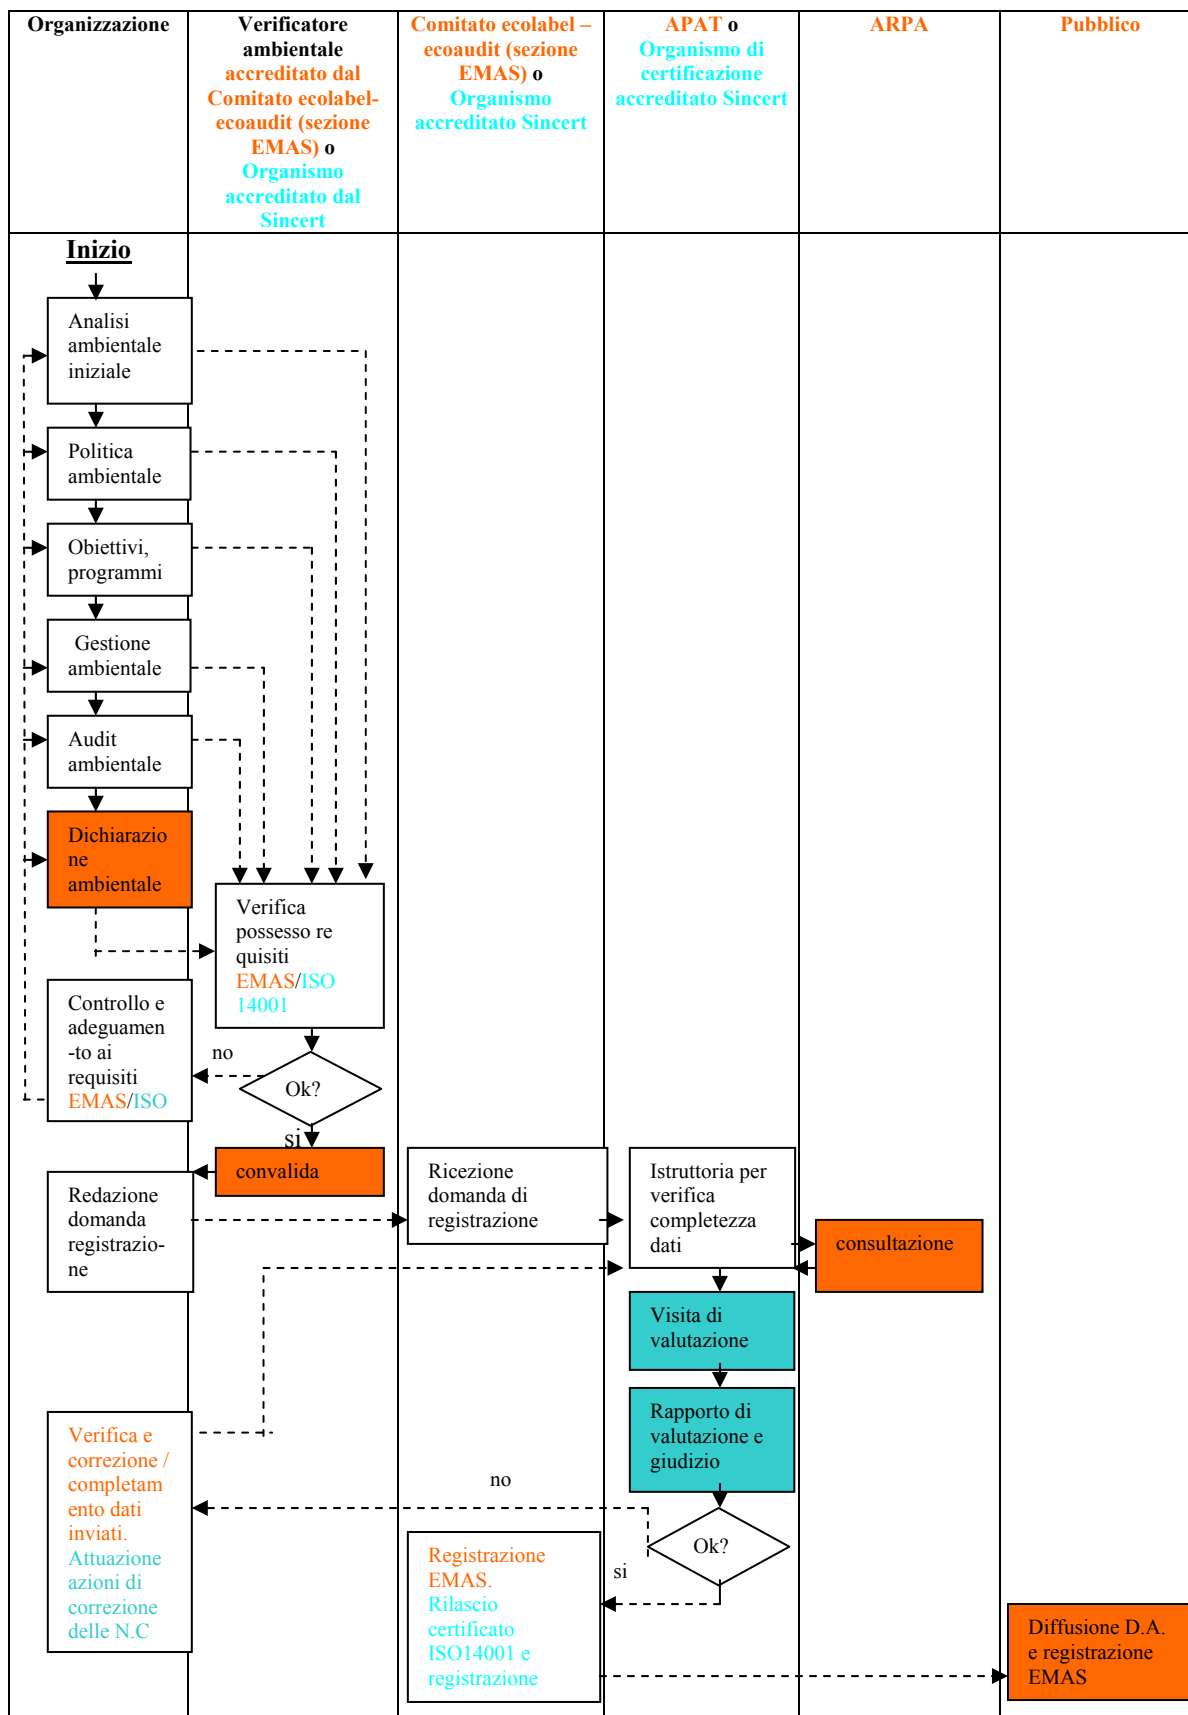 Organizzazione
Verificatore
ambientale
accreditato dal
Comitato ecolabel-
ecoaudit (sezione
EMAS) o
Organismo
accreditato dal
Sincert
Comitato ecolabel –
ecoaudit (sezione
EMAS) o
Organismo
accreditato Sincert
APAT o
Organismo di
certificazione
accreditato Sincert
ARPA
Pubblico
Inizio
Analisi
ambientale
iniziale
Politica
ambientale
Obiettivi,
programmi
Gestione
ambientale
Audit
ambientale
Dichiarazio
ne
ambientale
Verifica
possesso re
quisiti
EMAS/ISO
14001
Controllo e
adeguamen
-to ai
requisiti
EMAS/ISO
no
Ok?
si
convalida
Redazione
domanda
registrazio-
ne
Ricezione
domanda di
registrazione
Istruttoria per
verifica
completezza
dati
consultazione
Visita di
valutazione
Rapporto di
valutazione e
giudizio
Verifica e
correzione /
completam
ento dati
inviati.
Attuazione
azioni di
correzione
delle N.C
no
Ok?
si
Registrazione
EMAS.
Rilascio
certificato
ISO14001 e
registrazione
Diffusione D.A.
e registrazione
EMAS